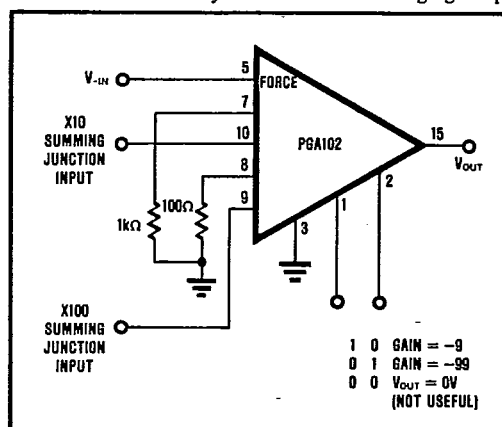 V-IN
5
FORCE
7
X10
SUMMING
JUNCTION
INPUT
10
PGA102
15
VOUT
8
2
1kΩ
100Ω
9
1
3
X100
SUMMING
JUNCTION
INPUT
1 0 GAIN = -9
0 1 GAIN = -99
0 0 VOUT = 0V
(NOT USEFUL)